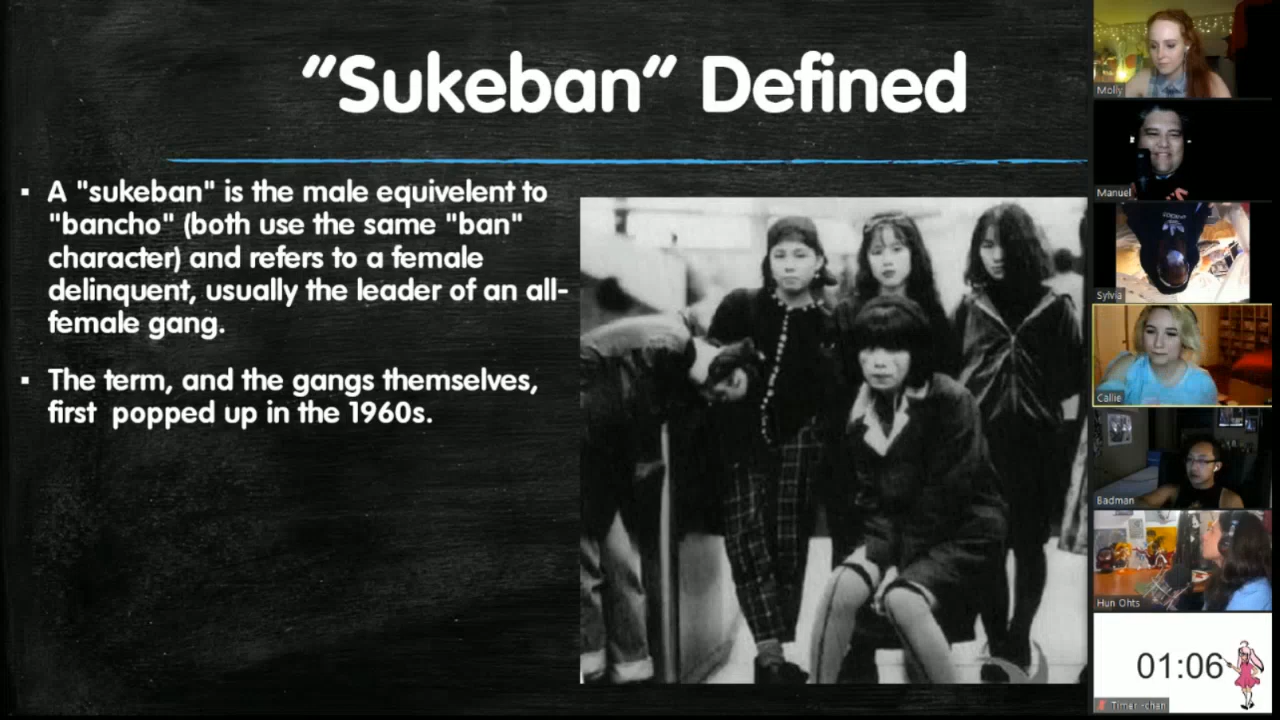 “Sukeban“ Defined
▪ A "sukeban" is the male equivelent to
"bancho" (both use the same "ban"
character) and refers to a female
delinquent, usually the leader of an all-
female gang.
▪ The term, and the gangs themselves,
first  popped up in the 1960s.
Molly
Manuel
Sylvia
Callie
Badman
Hun Ohts
01:06
Timer -chan